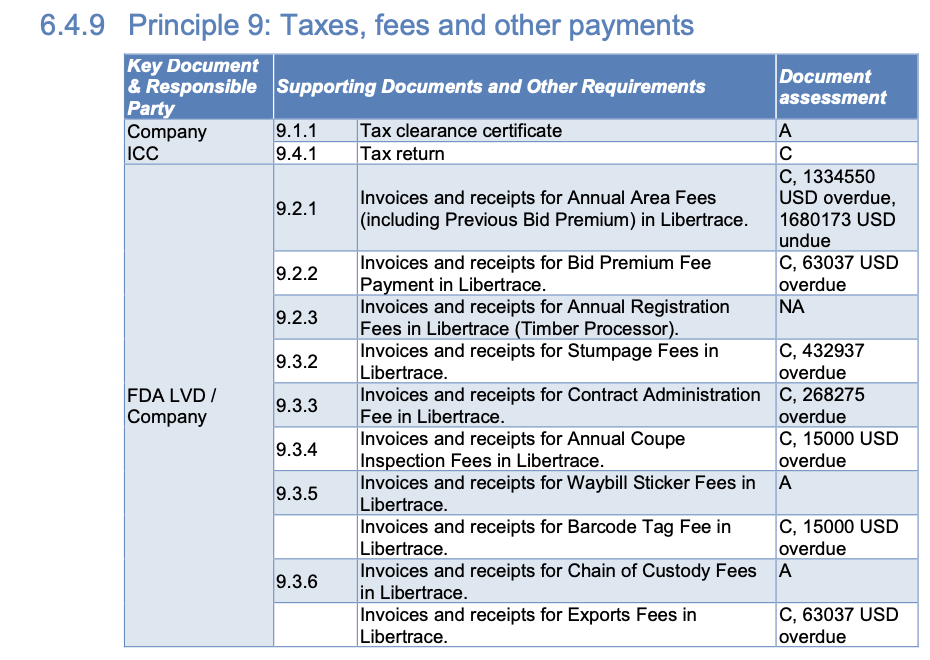 6.4.9 Principle 9: Taxes, fees and other payments
Key Document
& Responsible
Party
Supporting Documents and Other Requirements
Document
assessment
Company
ICC
9.1.1
Tax clearance certificate
A
9.4.1
Tax return
C
FDA LVD /
Company
9.2.1
Invoices and receipts for Annual Area Fees
(including Previous Bid Premium) in Libertrace.
C, 1334550
USD overdue,
1680173 USD
undue
9.2.2
Invoices and receipts for Bid Premium Fee
Payment in Libertrace.
C, 63037 USD
overdue
9.2.3
Invoices and receipts for Annual Registration
Fees in Libertrace (Timber Processor).
NA
9.3.2
Invoices and receipts for Stumpage Fees in
Libertrace.
C, 432937
overdue
9.3.3
Invoices and receipts for Contract Administration
Fee in Libertrace.
C, 268275
overdue
9.3.4
Invoices and receipts for Annual Coupe
Inspection Fees in Libertrace.
C, 15000 USD
overdue
9.3.5
Invoices and receipts for Waybill Sticker Fees in
Libertrace.
A
Invoices and receipts for Barcode Tag Fee in
Libertrace.
C, 15000 USD
overdue
9.3.6
Invoices and receipts for Chain of Custody Fees
in Libertrace.
A
Invoices and receipts for Exports Fees in
Libertrace.
C, 63037 USD
overdue